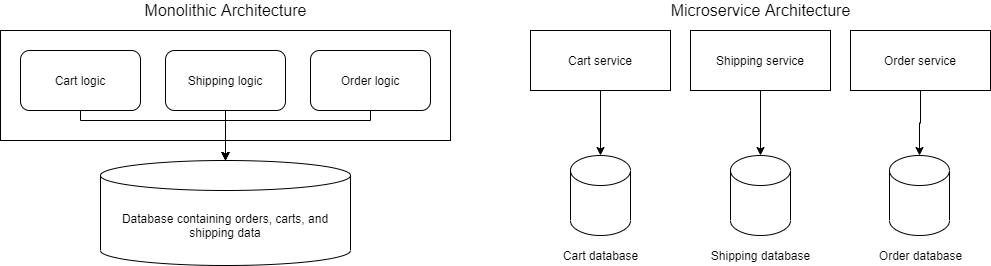 Monolithic Architecture
Microservice Architecture
Cart logic
Shipping logic
Order logic
Database containing orders, carts, and
shipping data
Cart service
Shipping service
Order service
Cart database
Shipping database
Order database